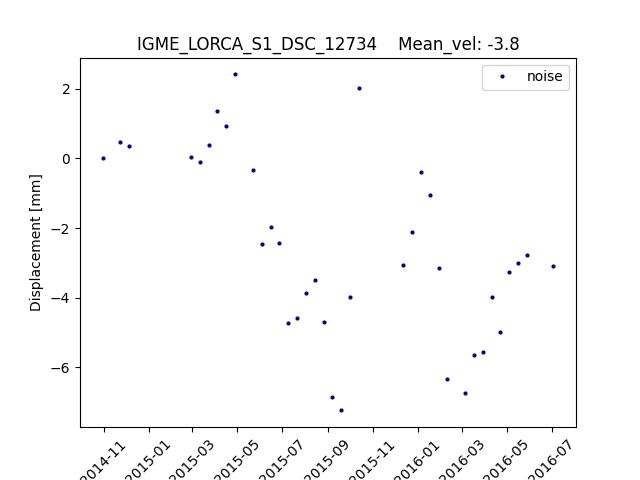 IGME_LORCA_S1_DSC_12734    Mean_vel: -3.8
noise
Displacement [mm]
2
0
−2
−4
−6
2014-11 2015-01 2015-03 2015-05 2015-07 2015-09 2015-11 2016-01 2016-03 2016-05 2016-07